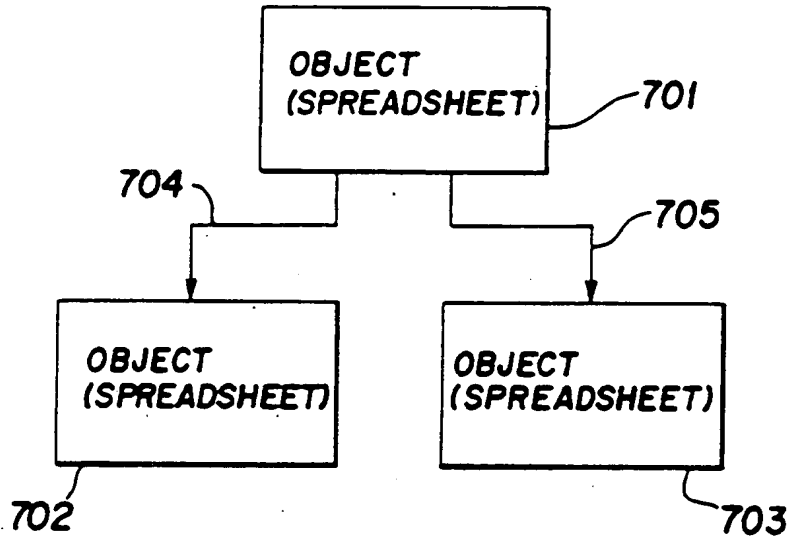 OBJECT
(SPREADSHEET)
701
704
705
OBJECT
(SPREADSHEET)
OBJECT
(SPREADSHEET)
702
703